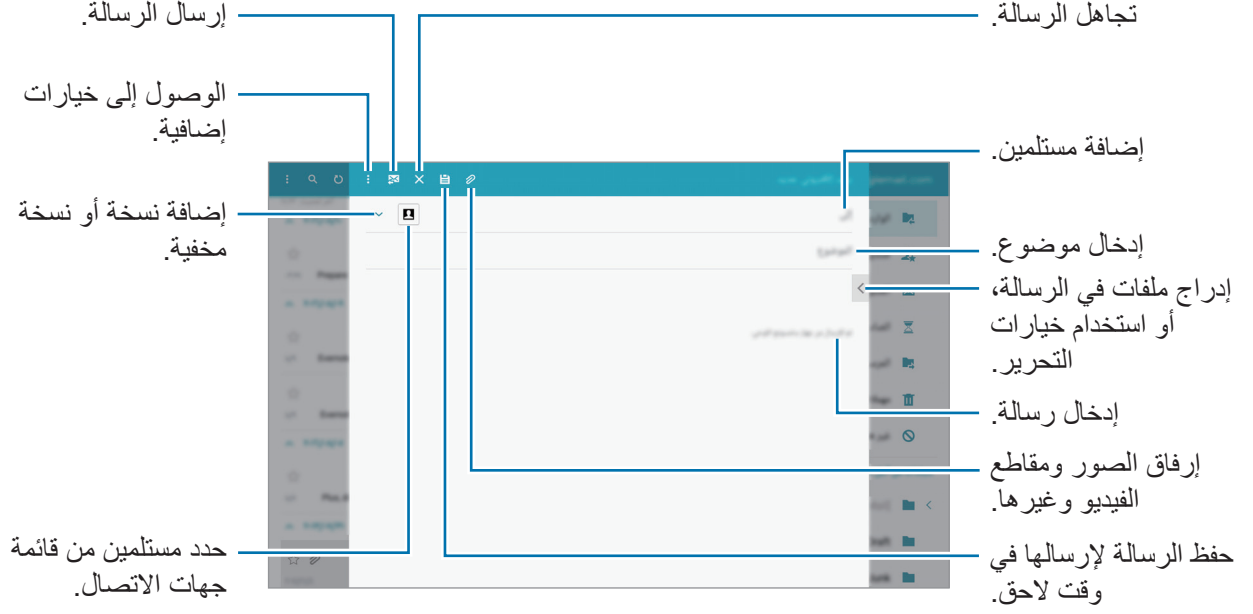 تجاهل الرسالة.
إضافة مستلمين.
إدخال موضوع.
إدراج ملفات في الرسالة،
أو استخدام خيارات
التحرير.
إدخال رسالة.
إرفاق الصور ومقاطع
الفيديو وغيرها.
حفظ الرسالة لإرسالها في
وقت لاحق.
إرسال الرسالة.
الوصول إلى خيارات
إضافية.
إضافة نسخة أو نسخة
مخفية.
حدد مستلمين من قائمة
جهات الاتصال.
إلى
الموضوع